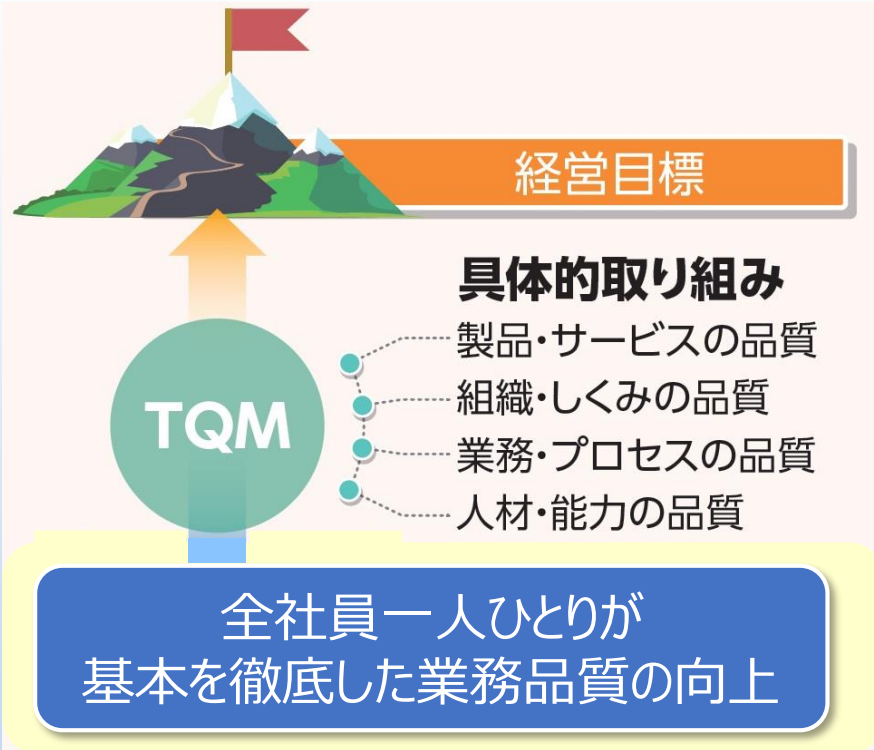 経営目標
具体的取り組み
製品・サービスの品質
組織・しくみの品質
業務・プロセスの品質
人材・能力の品質
TQM
全社員一人ひとりが
基本を徹底した業務品質の向上